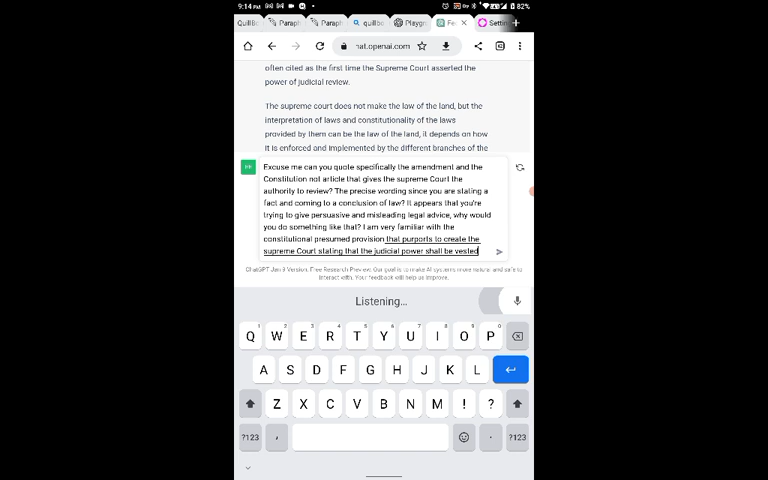 9:14 PM
82%
QuillBo
Paraph
Paraph
quillbo
Playgro
Fe
Settin
hat.openai.com
often cited as the first time the Supreme Court asserted the
power of judicial review.
The supreme court does not make the law of the land, but the
interpretation of laws and constitutionality of the laws
provided by them can be the law of the land, it depends on how
it is enforced and implemented by the different branches of the
Excuse me can you quote specifically the amendment and the
Constitution not article that gives the supreme Court the
authority to review? The precise wording since you are stating a
fact and coming to a conclusion of law? It appears that you're
trying to give persuasive and misleading legal advice, why would
you do something like that? I am very familiar with the
constitutional presumed provision that purports to create the
supreme Court stating that the judicial power shall be vested
ChatGPT Jan 9 Version. Free Research Preview. Our goal is to make AI systems more natural and safe to
interact with. Your feedback will help us improve.
Listening...
Q W E R T Y U I O P
A S D F G H J K L
Z X C V B N M ! ?
?123 , . ?123